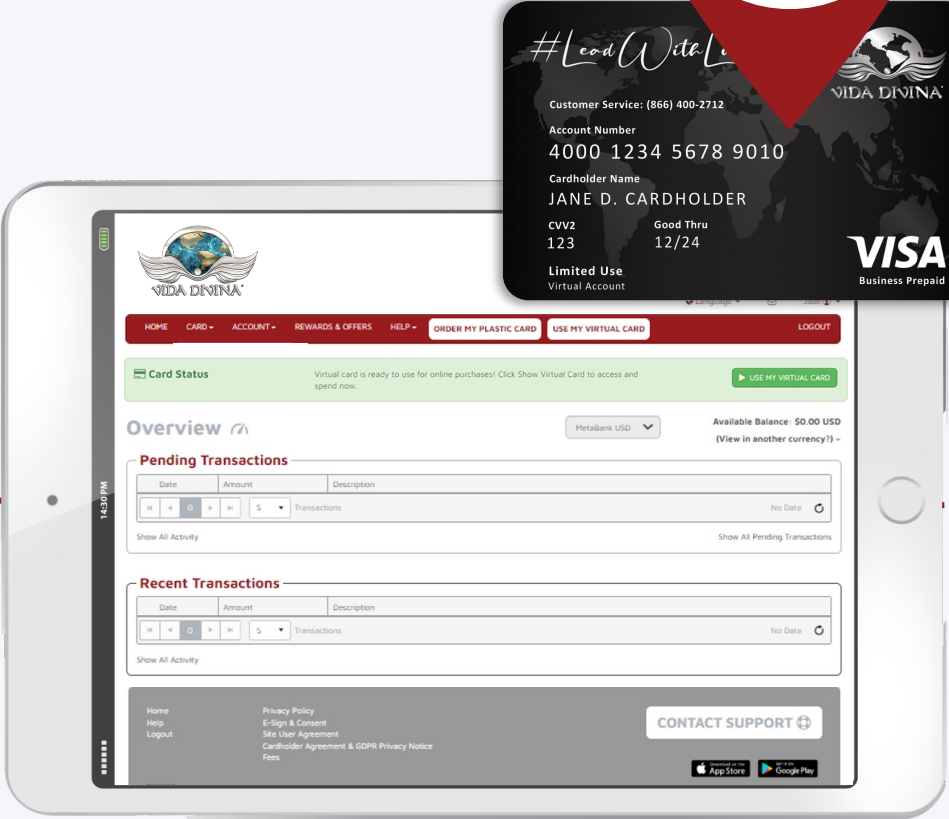 #LeadWithL
VIDA DIVINA
Customer Service: (866) 400-2712
Account Number
4000 1234 5678 9010
Cardholder Name
JANE D. CARDHOLDER
CVV2 Good Thru
123 12/24
Limited Use
Virtual Account
VISA
Business Prepaid
VIDA DIVINA
Language
HOME CARD ACCOUNT REWARDS & OFFERS HELP ORDER MY PLASTIC CARD USE MY VIRTUAL CARD LOGOUT
Card Status
Virtual card is ready to use for online purchases! Click Show Virtual Card to access and
spend now.
USE MY VIRTUAL CARD
Overview
MetaBank USD
Available Balance: $0.00 USD
(View in another currency?)
Pending Transactions
Date Amount Description
0 5 Transactions No Data
Show All Activity Show All Pending Transactions
14:30 PM
Recent Transactions
Date Amount Description
0 5 Transactions No Data
Show All Activity
Home
Help
Logout
Privacy Policy
E-Sign & Consent
Site User Agreement
Cardholder Agreement & GDPR Privacy Notice
Fees
CONTACT SUPPORT
Download on the
App Store
GET IT ON
Google Play